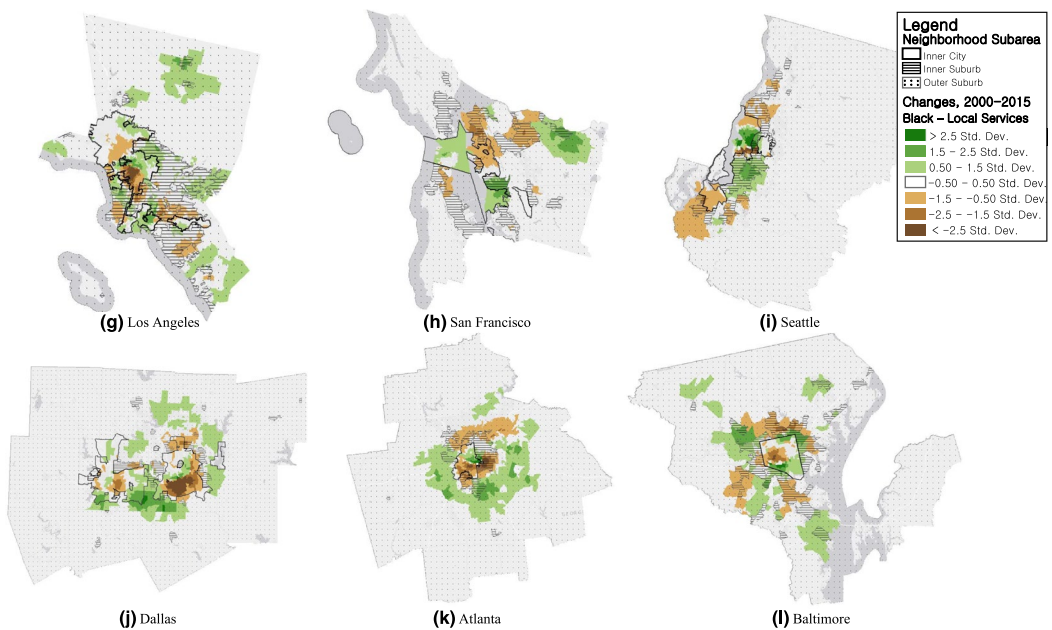 Legend
Neighborhood Subarea
Inner City
Inner Suburb
Outer Suburb
Changes, 2000-2015
Black - Local Services
> 2.5 Std. Dev.
1.5 - 2.5 Std. Dev.
0.50 - 1.5 Std. Dev.
-0.50 - 0.50 Std. Dev.
-1.5 - -0.50 Std. Dev.
-2.5 - -1.5 Std. Dev.
< -2.5 Std. Dev.
(g) Los Angeles
(h) San Francisco
(i) Seattle
(j) Dallas
(k) Atlanta
(l) Baltimore